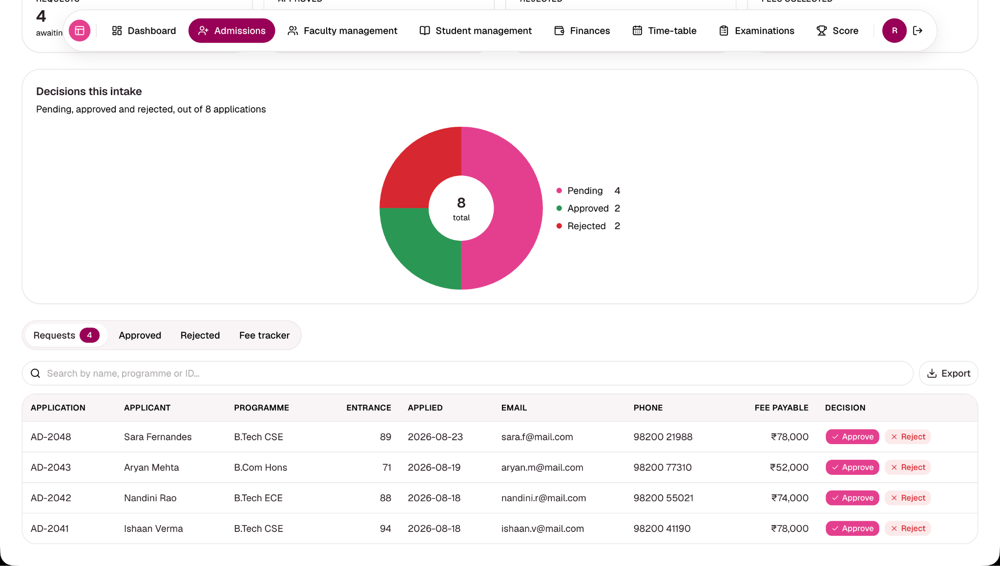 4
awaitin
Dashboard
Admissions
Faculty management
Student management
Finances
Time-table
Examinations
Score
R
Decisions this intake
Pending, approved and rejected, out of 8 applications
8
total
Pending 4
Approved 2
Rejected 2
Requests 4
Approved
Rejected
Fee tracker
Search by name, programme or ID...
Export
APPLICATION APPLICANT PROGRAMME ENTRANCE APPLIED EMAIL PHONE FEE PAYABLE DECISION
AD-2048 Sara Fernandes B.Tech CSE 89 2026-08-23 sara.f@mail.com 98200 21988 ₹78,000 Approve Reject
AD-2043 Aryan Mehta B.Com Hons 71 2026-08-19 aryan.m@mail.com 98200 77310 ₹52,000 Approve Reject
AD-2042 Nandini Rao B.Tech ECE 88 2026-08-18 nandini.r@mail.com 98200 55021 ₹74,000 Approve Reject
AD-2041 Ishaan Verma B.Tech CSE 94 2026-08-18 ishaan.v@mail.com 98200 41190 ₹78,000 Approve Reject